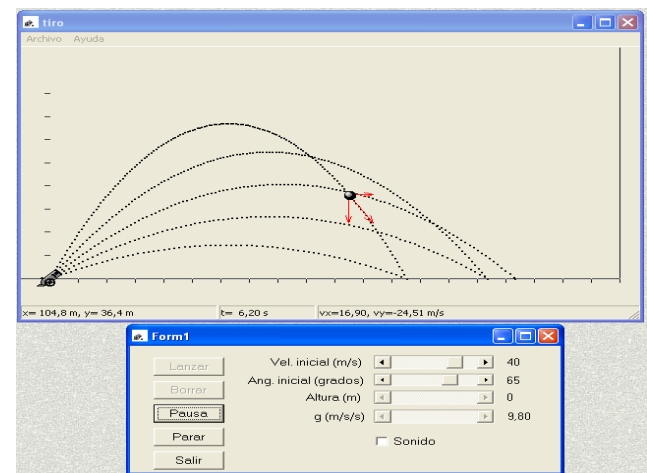 tiro
Archivo Ayuda
x= 104,8 m, y= 36,4 m t= 6,20 s vx=16,90, vy=-24,51 m/s
Form1
Lanzar Vel. inicial (m/s) 40
Borrar Ang. inicial (grados) 65
Pausa Altura (m) 0
Parar g (m/s/s) 9,80
Sonido
Salir